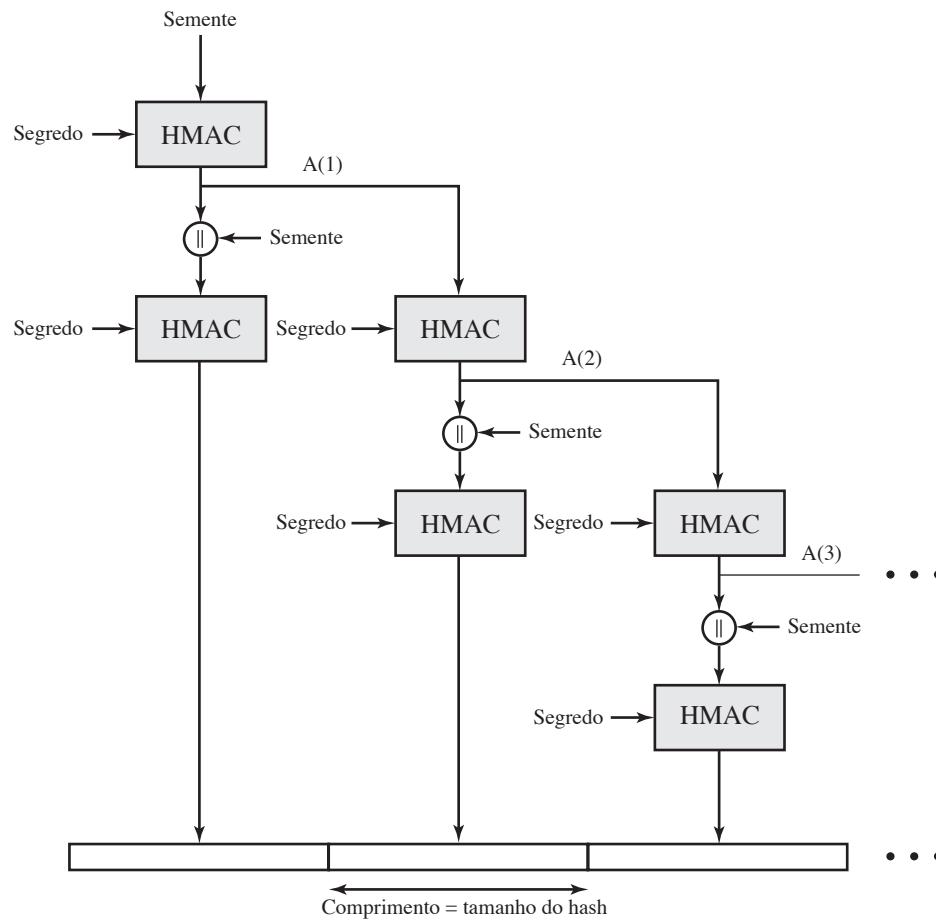 Semente
Segredo
HMAC
A(1)
||
Semente
Segredo
HMAC
Segredo
HMAC
A(2)
||
Semente
Segredo
HMAC
Segredo
HMAC
A(3)
||
Semente
Segredo
HMAC
Comprimento = tamanho do hash